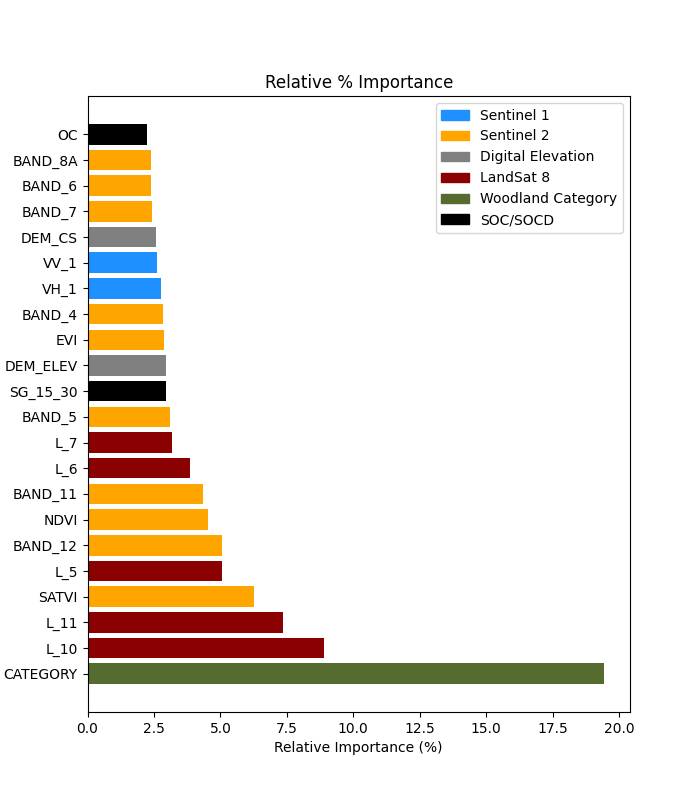 Relative % Importance
Sentinel 1
Sentinel 2
Digital Elevation
LandSat 8
Woodland Category
SOC/SOCD
OC
BAND_8A
BAND_6
BAND_7
DEM_CS
VV_1
VH_1
BAND_4
EVI
DEM_ELEV
SG_15_30
BAND_5
L_7
L_6
BAND_11
NDVI
BAND_12
L_5
SATVI
L_11
L_10
CATEGORY
0.0 2.5 5.0 7.5 10.0 12.5 15.0 17.5 20.0
Relative Importance (%)